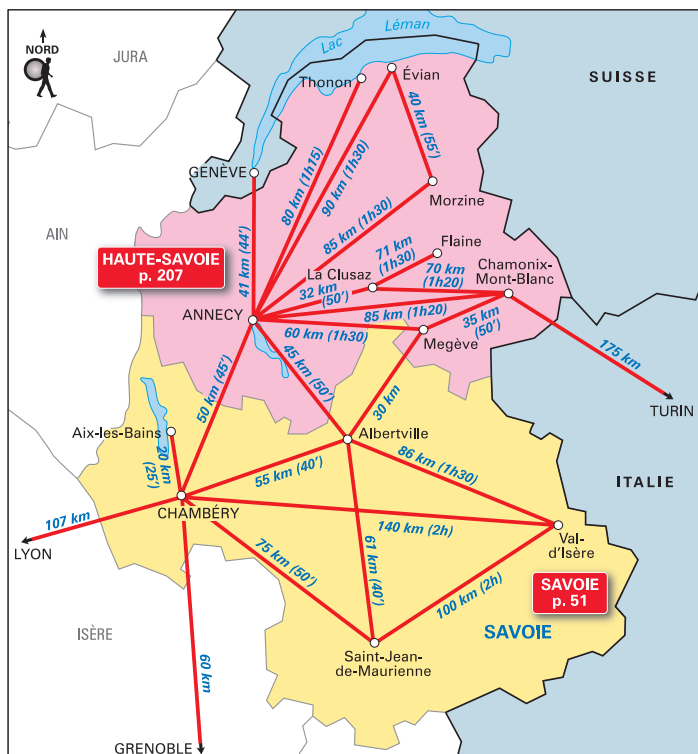 NORD
JURA
Lac Léman
SUISSE
Thonon
Évian
40 km (55’)
80 km (1h15)
90 km (1h30)
GENÈVE
Morzine
85 km (1h30)
AIN
41 km (44’)
HAUTE-SAVOIE
p. 207
Flaine
71 km
(1h30)
La Clusaz
70 km
(1h20)
Chamonix-
Mont-Blanc
32 km
(50’)
ANNECY
85 km (1h20)
35 km
(50’)
60 km (1h30)
Megève
175 km
TURIN
50 km (45’)
45 km (50’)
30 km
Aix-les-Bains
20 km
(25’)
Albertville
55 km (40’)
86 km (1h30)
ITALIE
CHAMBÉRY
107 km
LYON
140 km (2h)
Val-
d’Isère
75 km (50’)
61 km (40’)
100 km (2h)
SAVOIE
p. 51
ISÈRE
SAVOIE
Saint-Jean-
de-Maurienne
60 km
GRENOBLE